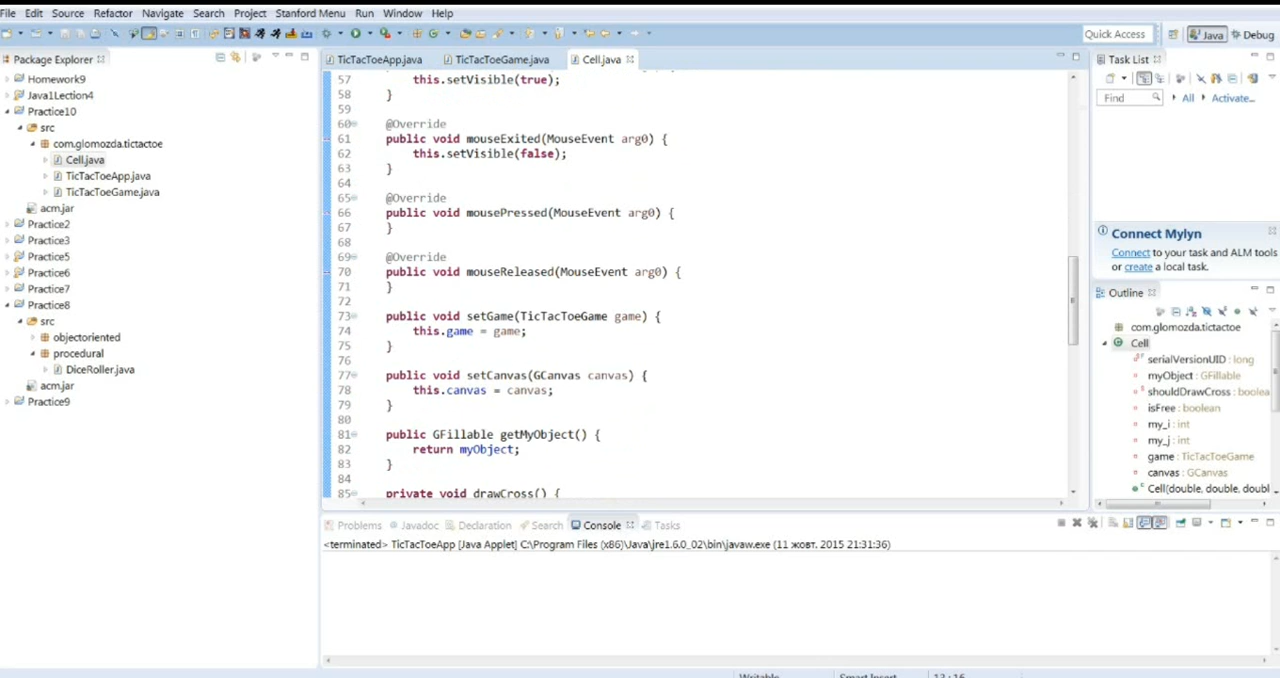 File Edit Source Refactor Navigate Search Project Stanford Menu Run Window Help
Quick Access Java Debug
Package Explorer
Homework9
Java1Lection4
Practice10
src
com.glomozda.tictactoe
Cell.java
TicTacToeApp.java
TicTacToeGame.java
acm.jar
Practice2
Practice3
Practice5
Practice6
Practice7
Practice8
src
objectoriented
procedural
DiceRoller.java
acm.jar
Practice9
TicTacToeApp.java TicTacToeGame.java Cell.java
57 this.setVisible(true);
58 }
59
60 @Override
61 public void mouseExited(MouseEvent arg0) {
62 this.setVisible(false);
63 }
64
65 @Override
66 public void mousePressed(MouseEvent arg0) {
67 }
68
69 @Override
70 public void mouseReleased(MouseEvent arg0) {
71 }
72
73 public void setGame(TicTacToeGame game) {
74 this.game = game;
75 }
76
77 public void setCanvas(GCanvas canvas) {
78 this.canvas = canvas;
79 }
80
81 public GFillable getMyObject() {
82 return myObject;
83 }
84
85 private void drawCross() {
Task List
Find All Activate...
Connect Mylyn
Connect to your task and ALM tools
or create a local task.
Outline
com.glomozda.tictactoe
Cell
serialVersionUID : long
myObject : GFillable
shouldDrawCross : boolea
isFree : boolean
my_i : int
my_j : int
game : TicTacToeGame
canvas : GCanvas
Cell(double, double, doubl
Problems Javadoc Declaration Search Console Tasks
<terminated> TicTacToeApp [Java Applet] C:\Program Files (x86)\Java\jre1.6.0_02\bin\javaw.exe (11 жовт. 2015 21:31:36)
Writable Smart Insert 13 : 16